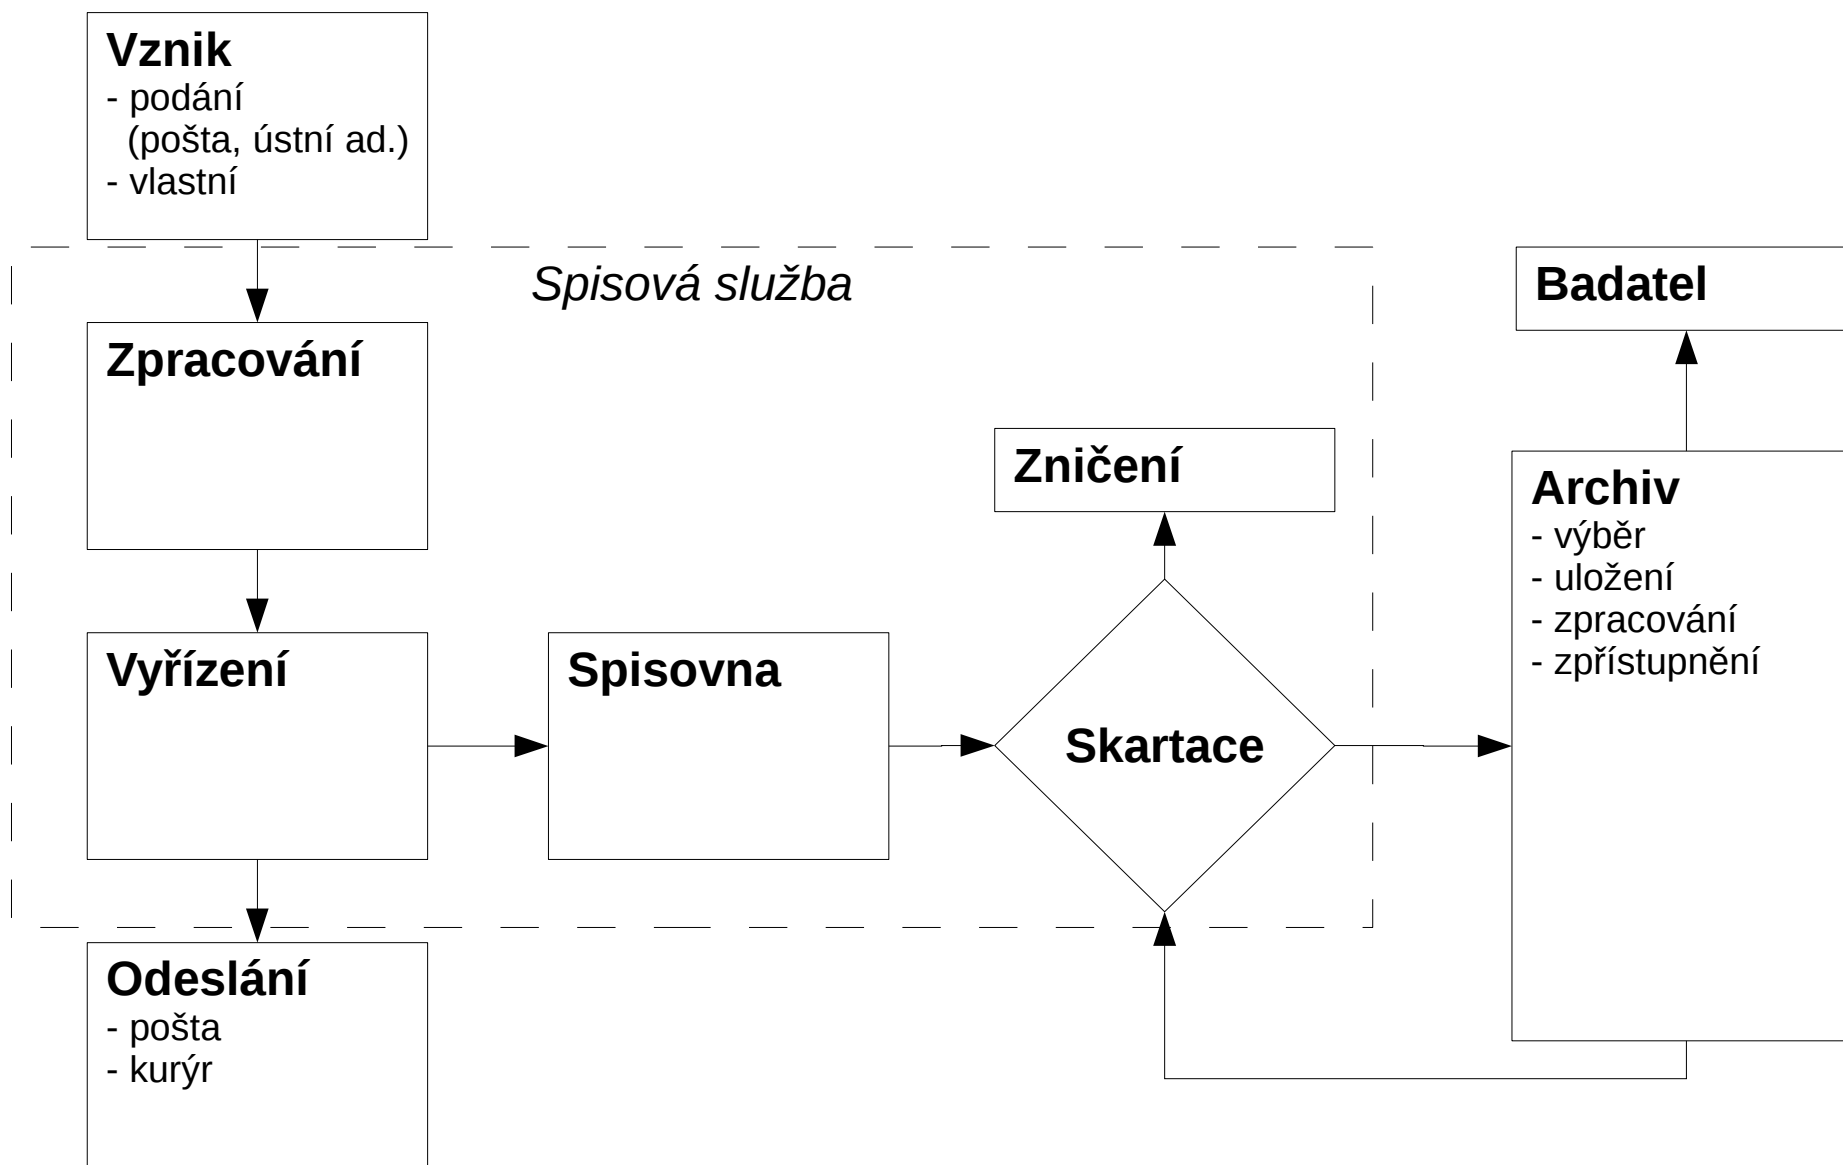 Vznik
- podání
(pošta, ústní ad.)
- vlastní
Spisová služba
Badatel
Zpracování
Zničení
Archiv
- výběr
- uložení
- zpracování
- zpřístupnění
Vyřízení
Spisovna
Skartace
Odeslání
- pošta
- kurýr